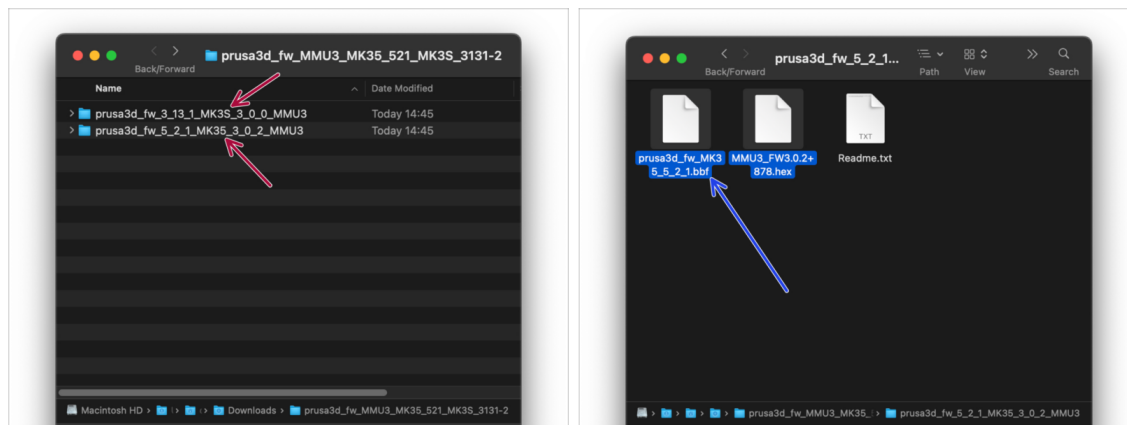 prusa3d_fw_MMU3_MK35_521_MK3S_3131-2
Back/Forward
Name
Date Modified
prusa3d_fw_3_13_1_MK3S_3_0_0_MMU3
Today 14:45
prusa3d_fw_5_2_1_MK35_3_0_2_MMU3
Today 14:45
Macintosh HD › › › Downloads › prusa3d_fw_MMU3_MK35_521_MK3S_3131-2
prusa3d_fw_5_2_1...
Back/Forward
Path
View
Search
prusa3d_fw_MK3
5_5_2_1.bbf
MMU3_FW3.0.2+
878.hex
TXT
Readme.txt
prusa3d_fw_MMU3_MK35_ › prusa3d_fw_5_2_1_MK35_3_0_2_MMU3